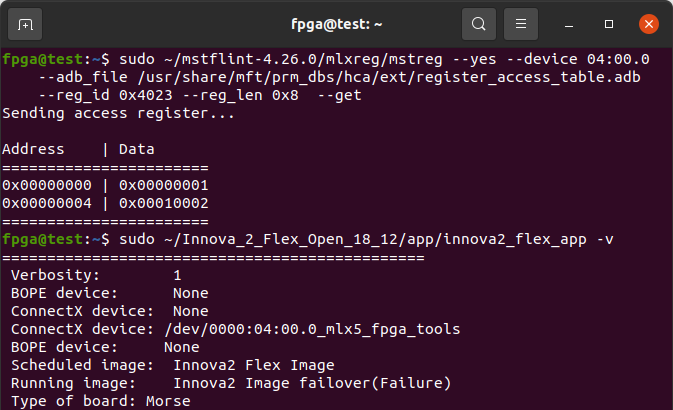 fpga@test: ~
fpga@test:~$ sudo ~/mstflint-4.26.0/mlxreg/mstreg --yes --device 04:00.0
    --adb_file /usr/share/mft/prm_dbs/hca/ext/register_access_table.adb
    --reg_id 0x4023 --reg_len 0x8  --get
Sending access register...
Address    | Data
=======================
0x00000000 | 0x00000001
0x00000004 | 0x00010002
=======================
fpga@test:~$ sudo ~/Innova_2_Flex_Open_18_12/app/innova2_flex_app -v
===============================================
 Verbosity:        1
 BOPE device:      None
 ConnectX device:  None
 ConnectX device: /dev/0000:04:00.0_mlx5_fpga_tools
 BOPE device:     None
 Scheduled image:  Innova2 Flex Image
 Running image:    Innova2 Image failover(Failure)
 Type of board: Morse